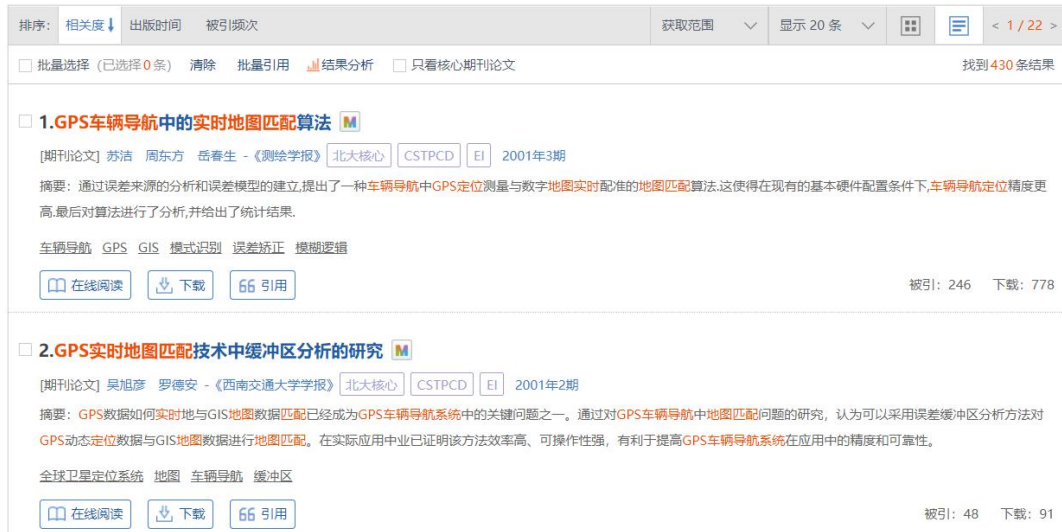 排序: 相关度↓ 出版时间 被引频次 获取范围 显示 20 条 < 1 / 22 >
批量选择 (已选择0条) 清除 批量引用 结果分析 只看核心期刊论文 找到430条结果
1.GPS车辆导航中的实时地图匹配算法 M
[期刊论文] 苏洁 周东方 岳春生 -《测绘学报》 北大核心 CSTPCD EI 2001年3期
摘要：通过误差来源的分析和误差模型的建立,提出了一种车辆导航中GPS定位测量与数字地图实时配准的地图匹配算法.这使得在现有的基本硬件配置条件下,车辆导航定位精度更
高.最后对算法进行了分析,并给出了统计结果.
车辆导航 GPS GIS 模式识别 误差矫正 模糊逻辑
在线阅读 下载 引用 被引：246 下载：778
2.GPS实时地图匹配技术中缓冲区分析的研究 M
[期刊论文] 吴旭彦 罗德安 -《西南交通大学学报》 北大核心 CSTPCD EI 2001年2期
摘要：GPS数据如何实时地与GIS地图数据匹配已经成为GPS车辆导航系统中的关键问题之一。通过对GPS车辆导航中地图匹配问题的研究，认为可以采用误差缓冲区分析方法对
GPS动态定位数据与GIS地图数据进行地图匹配。在实际应用中业已证明该方法效率高、可操作性强，有利于提高GPS车辆导航系统在应用中的精度和可靠性。
全球卫星定位系统 地图 车辆导航 缓冲区
在线阅读 下载 引用 被引：48 下载：91